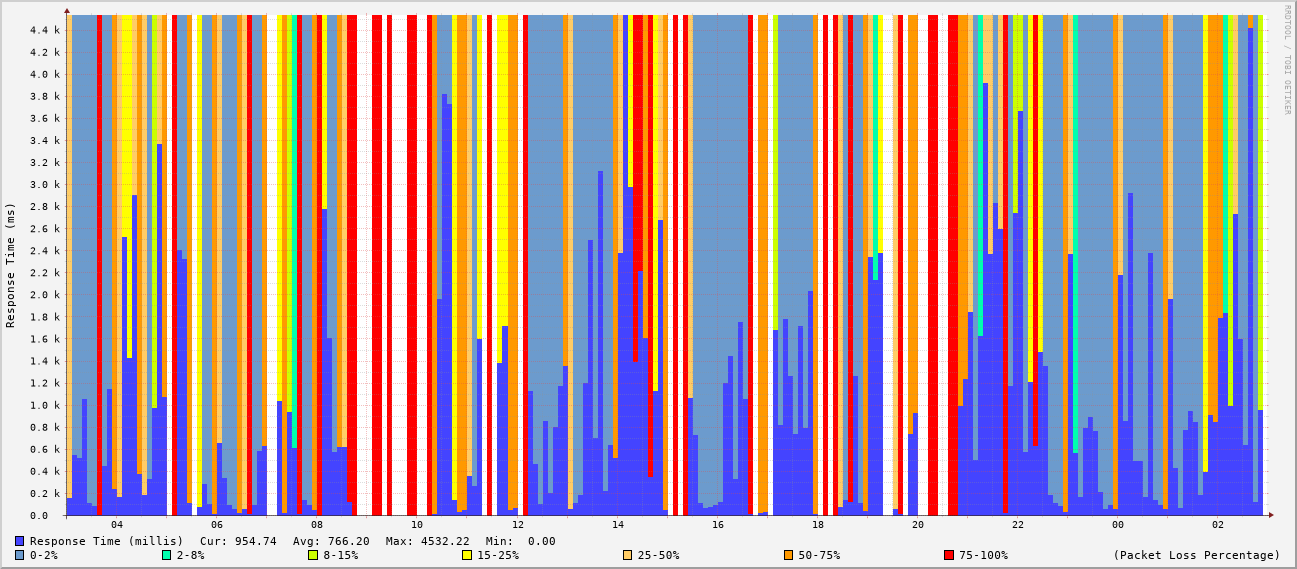 RRDTOOL / TOBI OETIKER
Response Time (ms)
4.4 k
4.2 k
4.0 k
3.8 k
3.6 k
3.4 k
3.2 k
3.0 k
2.8 k
2.6 k
2.4 k
2.2 k
2.0 k
1.8 k
1.6 k
1.4 k
1.2 k
1.0 k
0.8 k
0.6 k
0.4 k
0.2 k
0.0
04 06 08 10 12 14 16 18 20 22 00 02
Response Time (millis) Cur: 954.74 Avg: 766.20 Max: 4532.22 Min: 0.00
0-2% 2-8% 8-15% 15-25% 25-50% 50-75% 75-100% (Packet Loss Percentage)